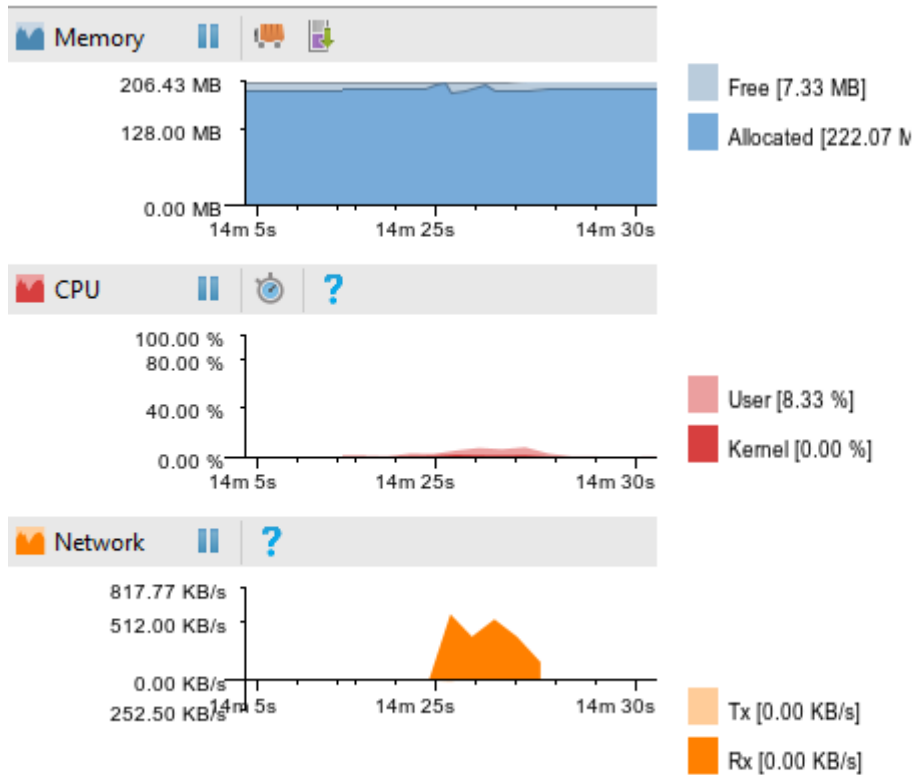 Memory
206.43 MB
128.00 MB
0.00 MB
14m 5s 14m 25s 14m 30s
Free [7.33 MB]
Allocated [222.07 M
CPU ?
100.00 %
80.00 %
40.00 %
0.00 %
14m 5s 14m 25s 14m 30s
User [8.33 %]
Kernel [0.00 %]
Network ?
817.77 KB/s
512.00 KB/s
0.00 KB/s
252.50 KB/s
14m 5s 14m 25s 14m 30s
Tx [0.00 KB/s]
Rx [0.00 KB/s]